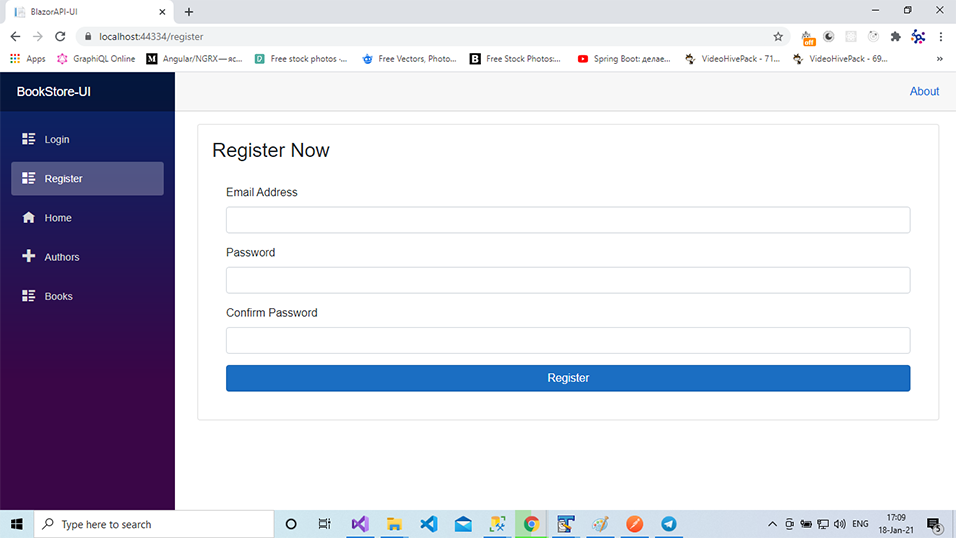 BlazorAPI-UI
localhost:44334/register
off
Apps GraphiQL Online Angular/NGRX — ас... Free stock photos ·... Free Vectors, Photo... Free Stock Photos:... Spring Boot: делае... VideoHivePack - 71... VideoHivePack - 69...
BookStore-UI
About
Login
Register
Home
Authors
Books
Register Now
Email Address
Password
Confirm Password
Register
Type here to search
ENG
17:09
18-Jan-21
5